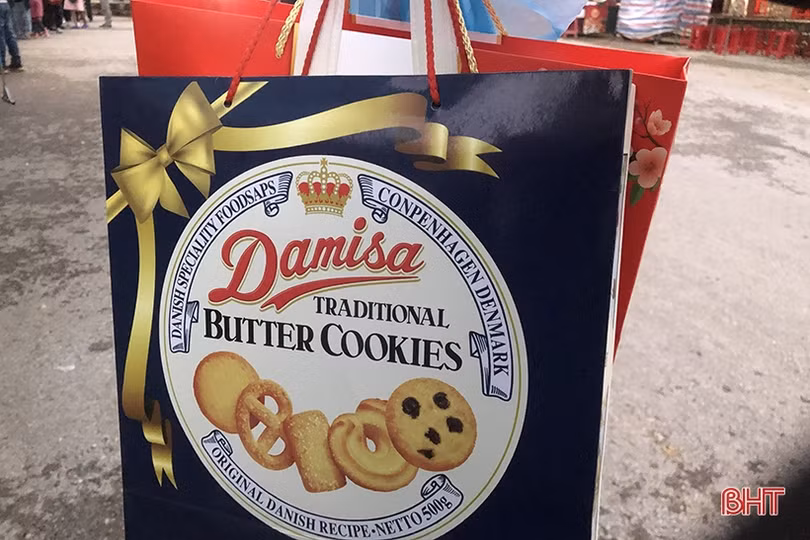 DANISH SPECIALITY FOODSAPS
CONPENHAGEN DENMARK
Damisa
TRADITIONAL
BUTTER COOKIES
ORIGINAL DANISH RECIPE·NETTO 500g
BHT